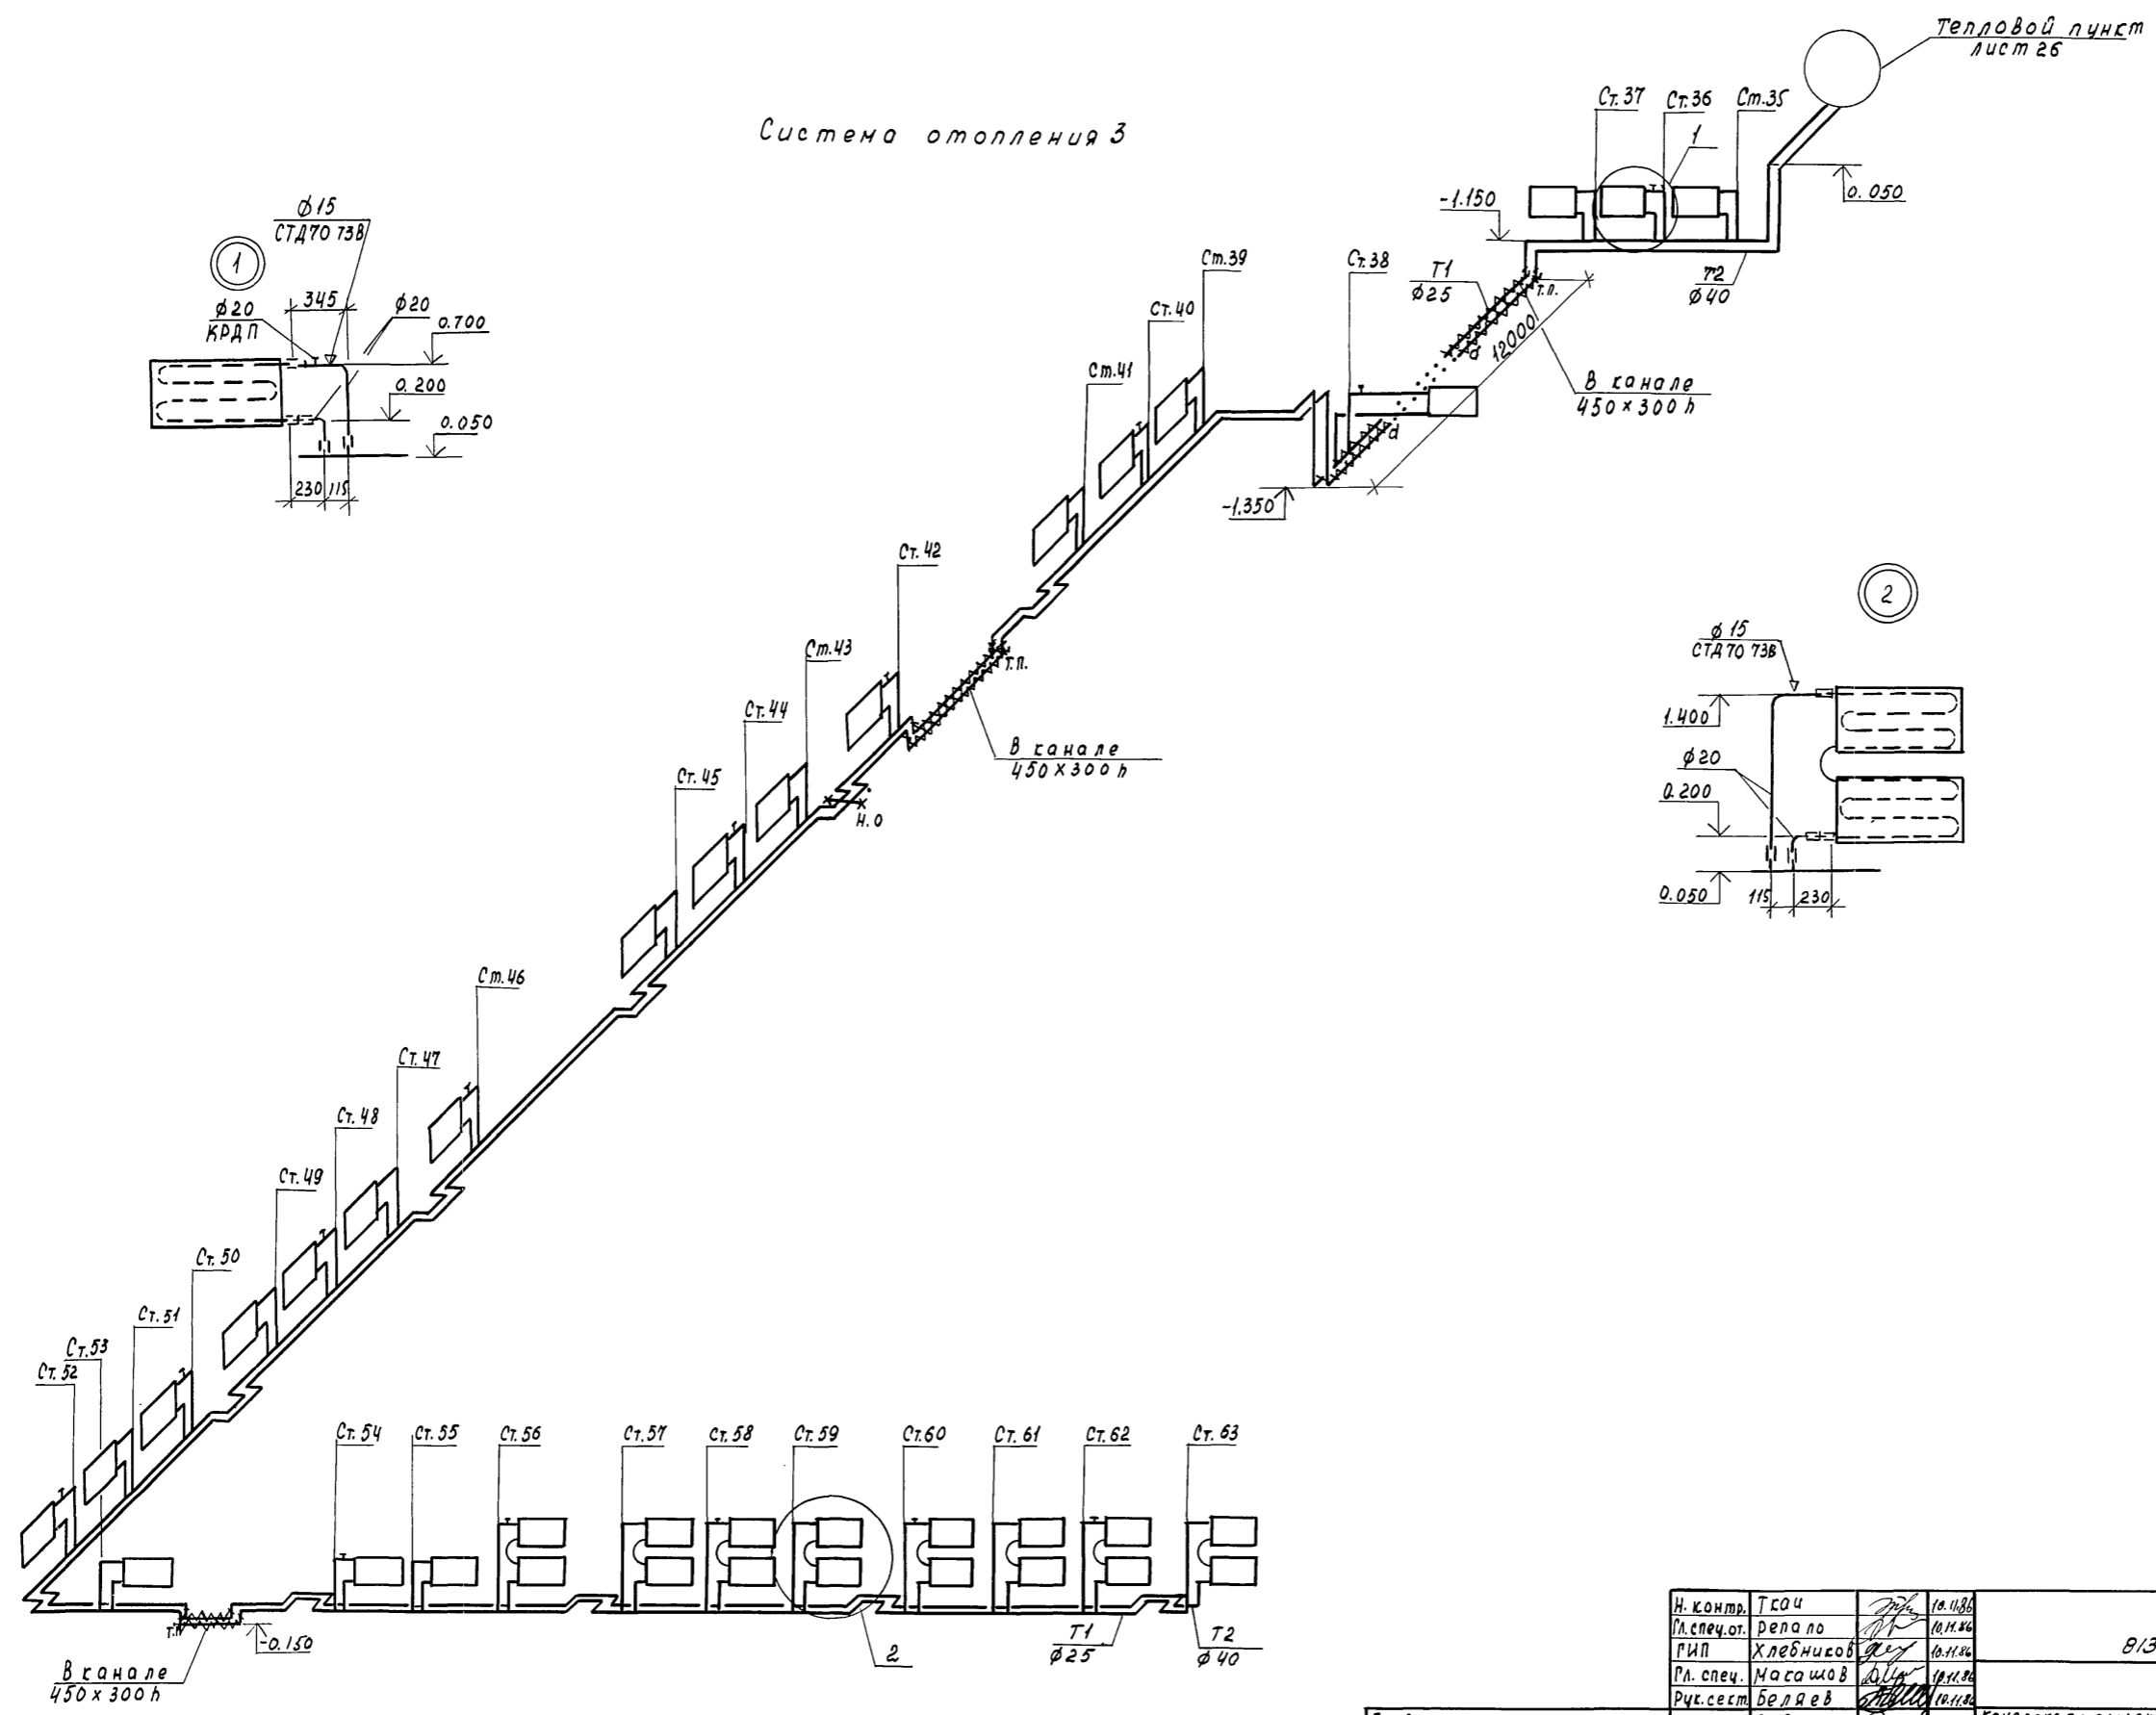 Тепловой пункт
лист 26
Система отопления 3
Ст.37
Ст.36
Ст.35
1
0.050
-1.150
Т2
ф40
Т.п.
Т1
ф25
12000
В канале
450×300h
d
d
Ст.38
-1.350
Ст.39
Ст.40
Ст.41
1
ф15
СТД70 73В
345
ф20
КРДП
ф20
0.700
0.200
0.050
230
115
Ст.42
Т.П.
В канале
450×300h
Ст.43
Ст.44
Ст.45
Н.О
2
ф15
СТД70 73В
1.400
ф20
0.200
0.050
115
230
Ст.46
Ст.47
Ст.48
Ст.49
Ст.50
Ст.51
Ст.53
Ст.52
Ст.54
Ст.55
Ст.56
Ст.57
Ст.58
Ст.59
Ст.60
Ст.61
Ст.62
Ст.63
-0.150
В канале
450×300h
2
Т1
ф25
Т2
ф40
Н. контр. Ткач 10.11.86
Гл.спец.от. Репало 10.11.86
ГИП Хлебников 10.11.86
813
Гл. спец. Макашов 10.11.86
Рук.сект Беляев 10.11.86